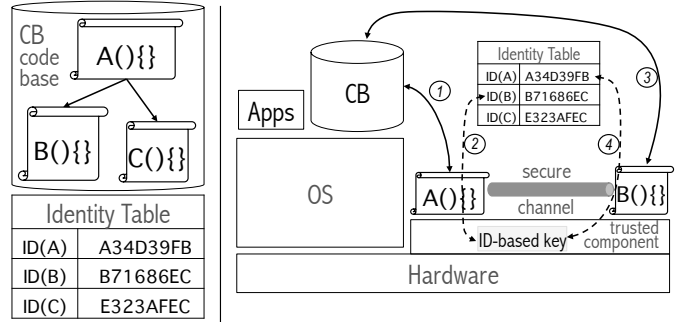 CB
code
base
A(){}
B(){}
C(){}
Identity Table
ID(A) A34D39FB
ID(B) B71686EC
ID(C) E323AFEC
CB
Apps
OS
Identity Table
ID(A) A34D39FB
ID(B) B71686EC
ID(C) E323AFEC
1
2
3
4
A(){}
secure
channel
B(){}
ID-based key
trusted
component
Hardware